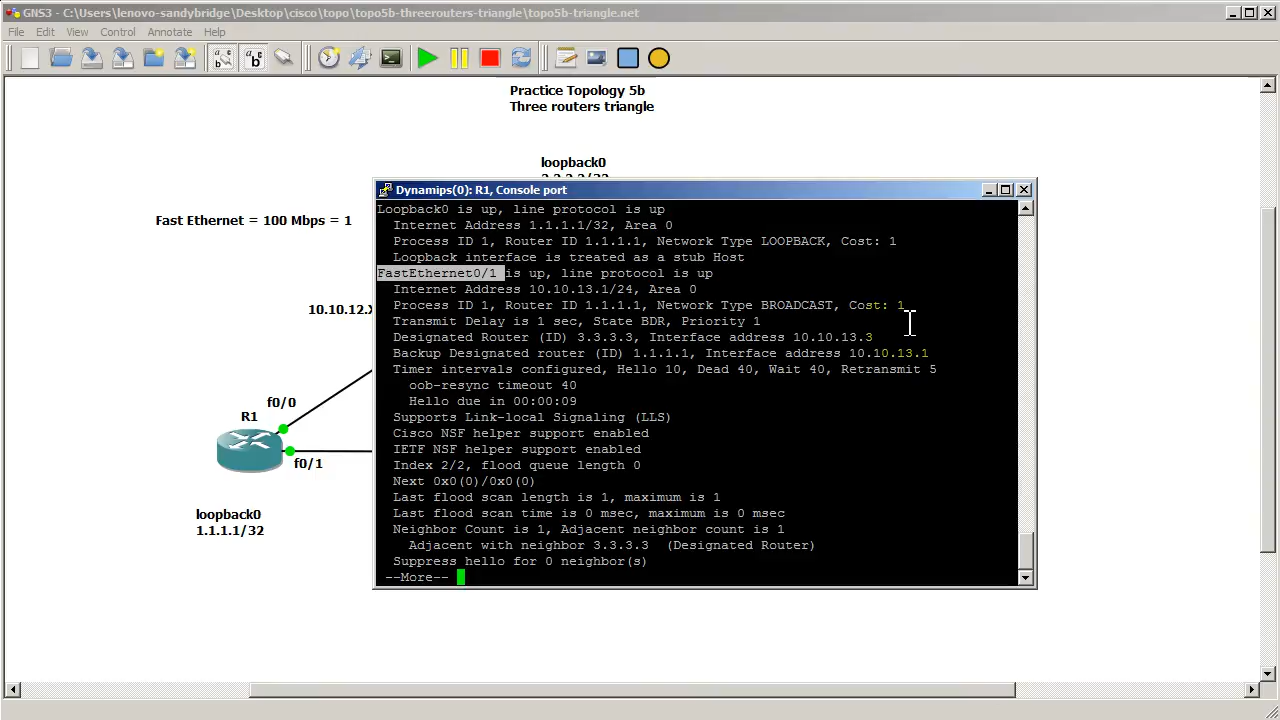 GNS3 - C:\Users\lenovo-sandybridge\Desktop\cisco\topo\topo5b-threerouters-triangle\topo5b-triangle.net
File Edit View Control Annotate Help
Practice Topology 5b
Three routers triangle
loopback0
Fast Ethernet = 100 Mbps = 1
10.10.12.X
f0/0
R1
f0/1
loopback0
1.1.1.1/32
Dynamips(0): R1, Console port
Loopback0 is up, line protocol is up
Internet Address 1.1.1.1/32, Area 0
Process ID 1, Router ID 1.1.1.1, Network Type LOOPBACK, Cost: 1
Loopback interface is treated as a stub Host
FastEthernet0/1 is up, line protocol is up
Internet Address 10.10.13.1/24, Area 0
Process ID 1, Router ID 1.1.1.1, Network Type BROADCAST, Cost: 1
Transmit Delay is 1 sec, State BDR, Priority 1
Designated Router (ID) 3.3.3.3, Interface address 10.10.13.3
Backup Designated router (ID) 1.1.1.1, Interface address 10.10.13.1
Timer intervals configured, Hello 10, Dead 40, Wait 40, Retransmit 5
oob-resync timeout 40
Hello due in 00:00:09
Supports Link-local Signaling (LLS)
Cisco NSF helper support enabled
IETF NSF helper support enabled
Index 2/2, flood queue length 0
Next 0x0(0)/0x0(0)
Last flood scan length is 1, maximum is 1
Last flood scan time is 0 msec, maximum is 0 msec
Neighbor Count is 1, Adjacent neighbor count is 1
Adjacent with neighbor 3.3.3.3 (Designated Router)
Suppress hello for 0 neighbor(s)
--More--